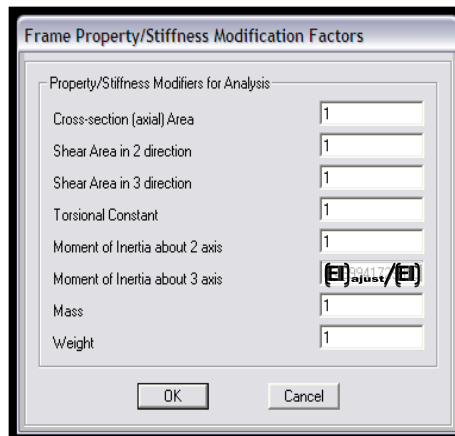 Frame Property/Stiffness Modification Factors
Property/Stiffness Modifiers for Analysis
Cross-section (axial) Area 1
Shear Area in 2 direction 1
Shear Area in 3 direction 1
Torsional Constant 1
Moment of Inertia about 2 axis 1
Moment of Inertia about 3 axis (EI)ajust/(EI)
Mass 1
Weight 1
OK Cancel